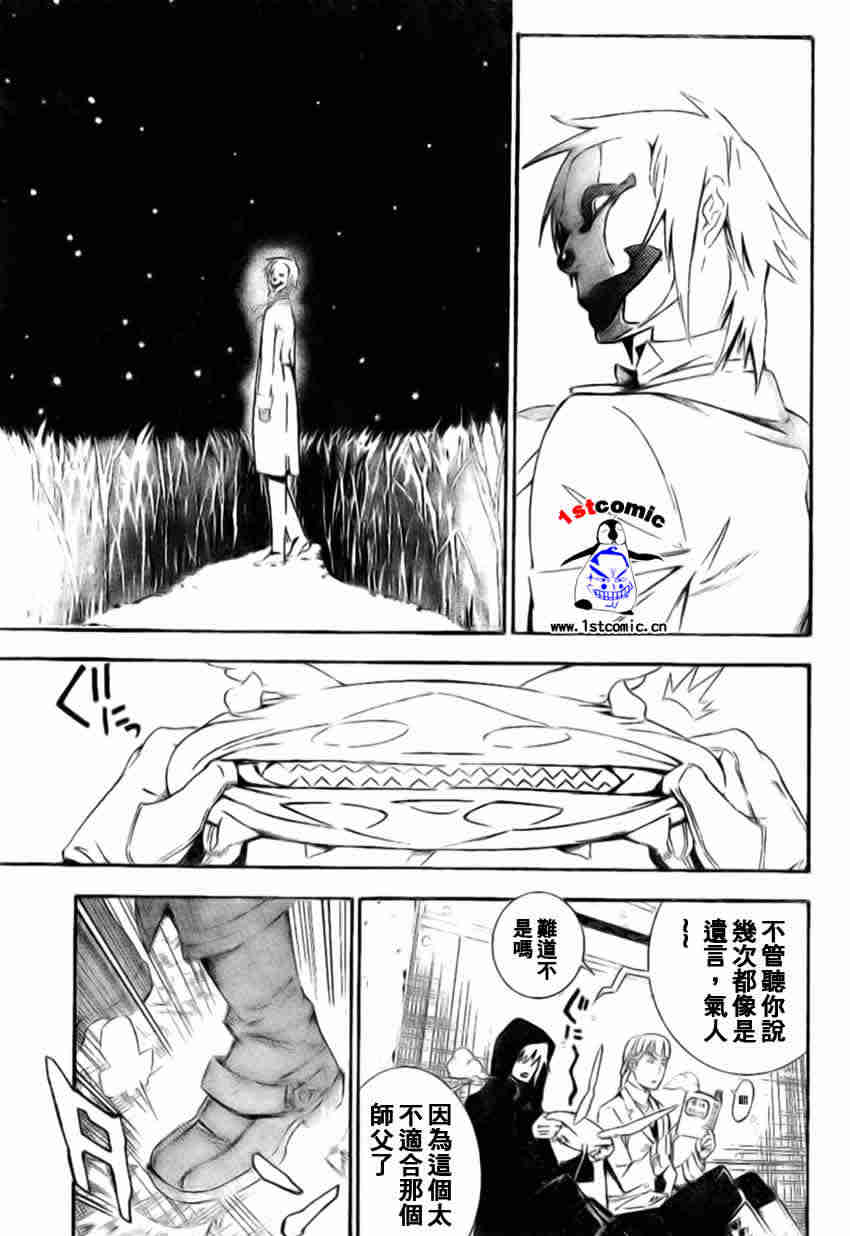 1stcomic
www.1stcomic.cn
ぐ
にっ
不管聽你說
幾次都像是
遺言，氣人
~~
難道不
是嗎
因為這個太
不適合那個
師父了